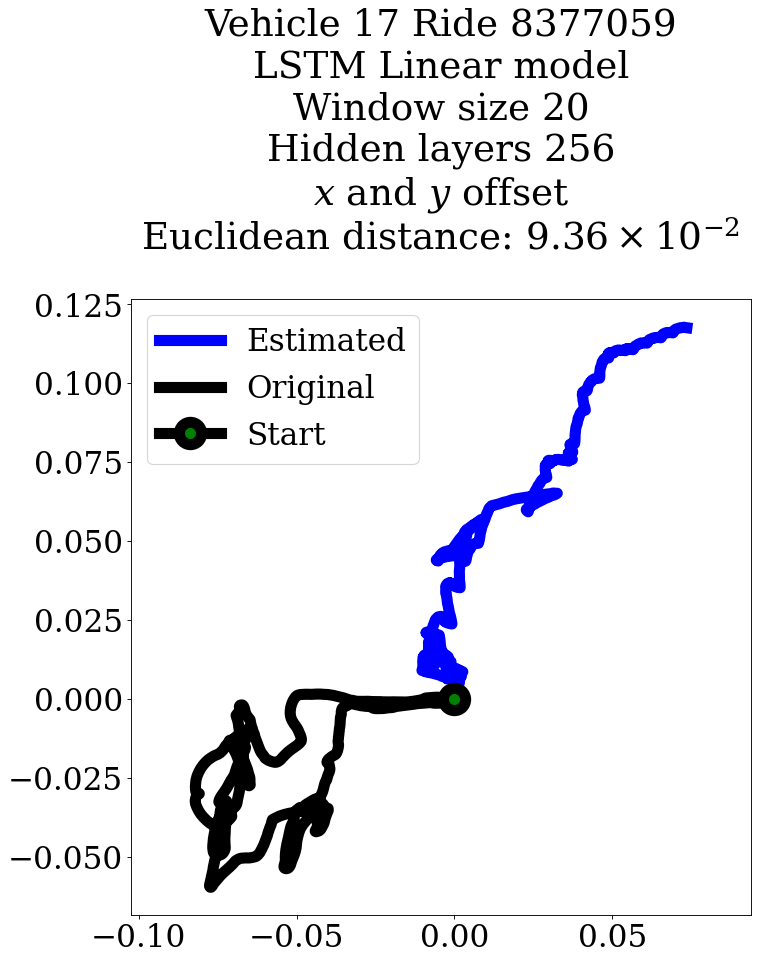 Vehicle 17 Ride 8377059
LSTM Linear model
Window size 20
Hidden layers 256
x and y offset
Euclidean distance: 9.36 × 10⁻²
0.125
0.100
0.075
0.050
0.025
0.000
−0.025
−0.050
Estimated
Original
Start
−0.10
−0.05
0.00
0.05